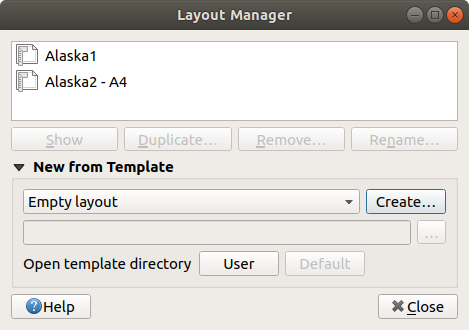 Layout Manager
Alaska1
Alaska2 - A4
Show Duplicate... Remove... Rename...
New from Template
Empty layout Create...
...
Open template directory User Default
Help Close